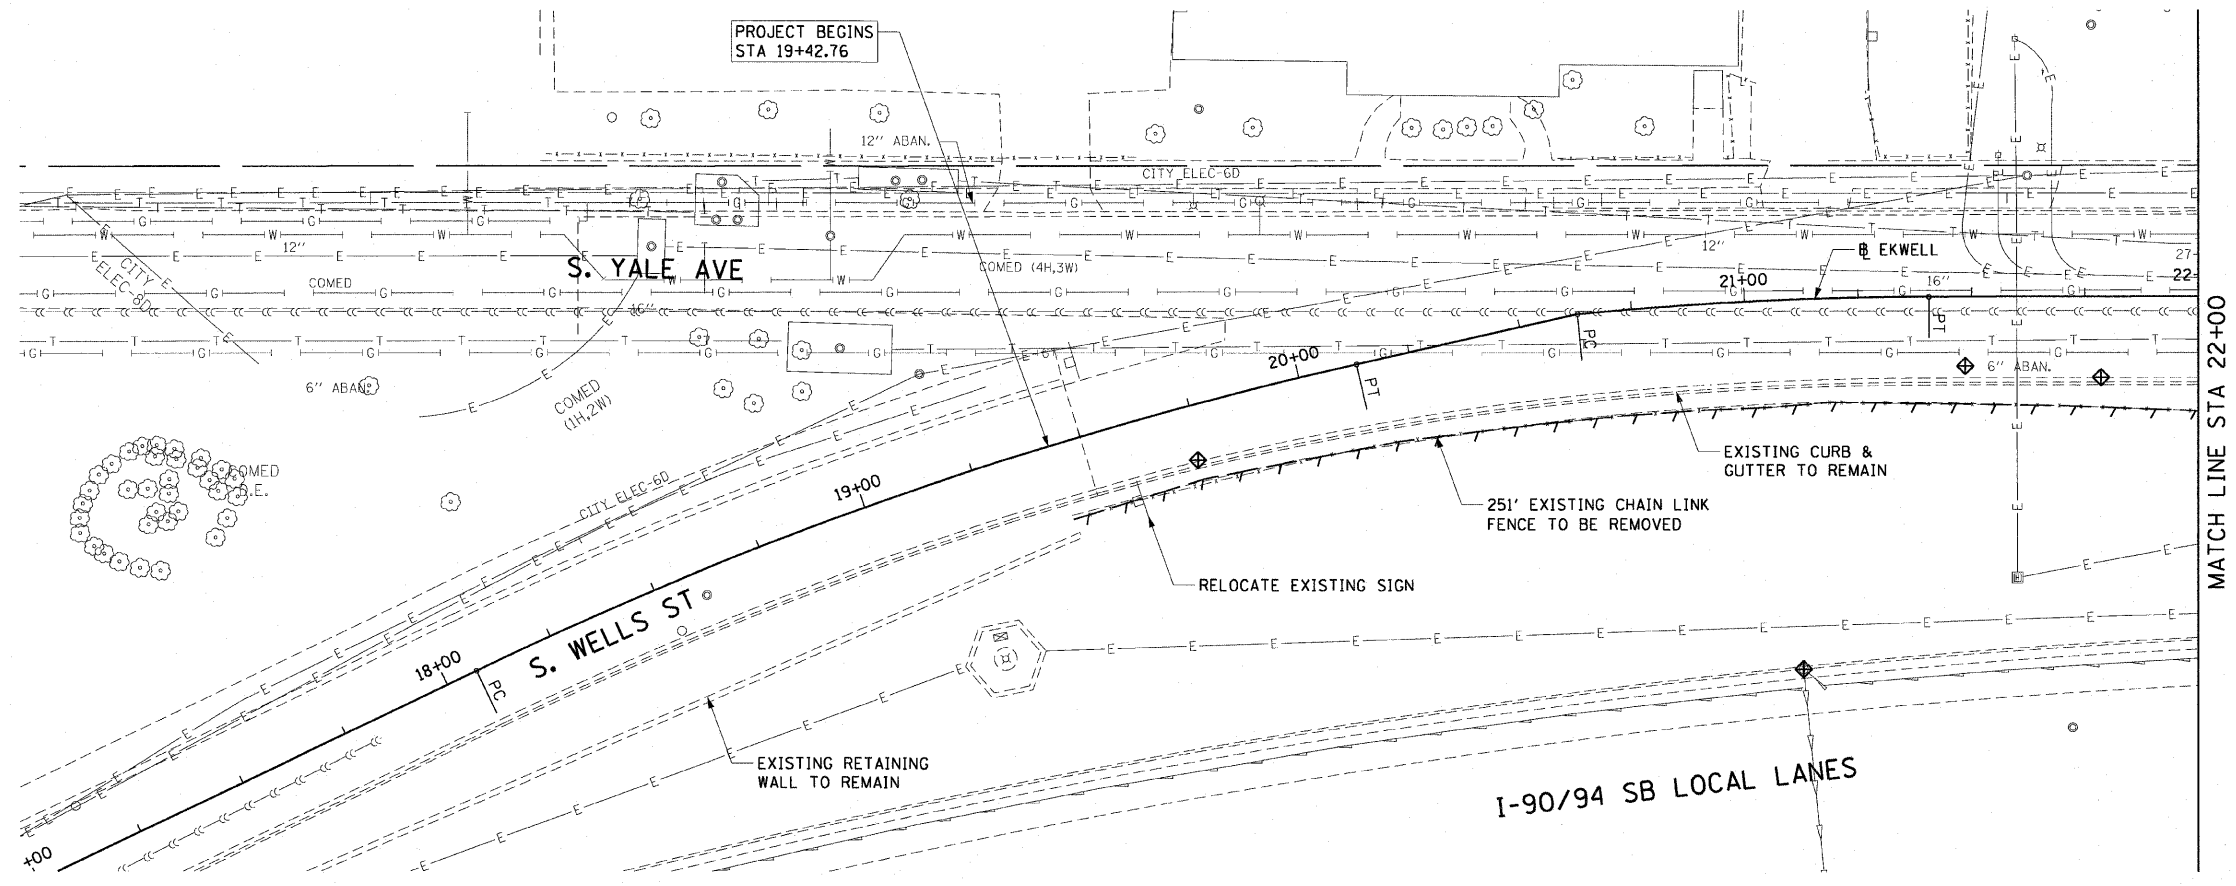 PROJECT BEGINS
STA 19+42.76
12" ABAN.
CITY ELEC-6D
12"
CITY
ELEC-8D
COMED
S. YALE AVE
16"
COMED (4H,3W)
12"
℄ EKWELL
27
22
21+00
16"
PC
PT
20+00
PT
6" ABAN.
6" ABAN.
COMED
(1H,2W)
MATCH LINE STA 22+00
EXISTING CURB &
GUTTER TO REMAIN
251' EXISTING CHAIN LINK
FENCE TO BE REMOVED
CITY ELEC-6D
19+00
RELOCATE EXISTING SIGN
S. WELLS ST
18+00
PC
EXISTING RETAINING
WALL TO REMAIN
I-90/94 SB LOCAL LANES
+00